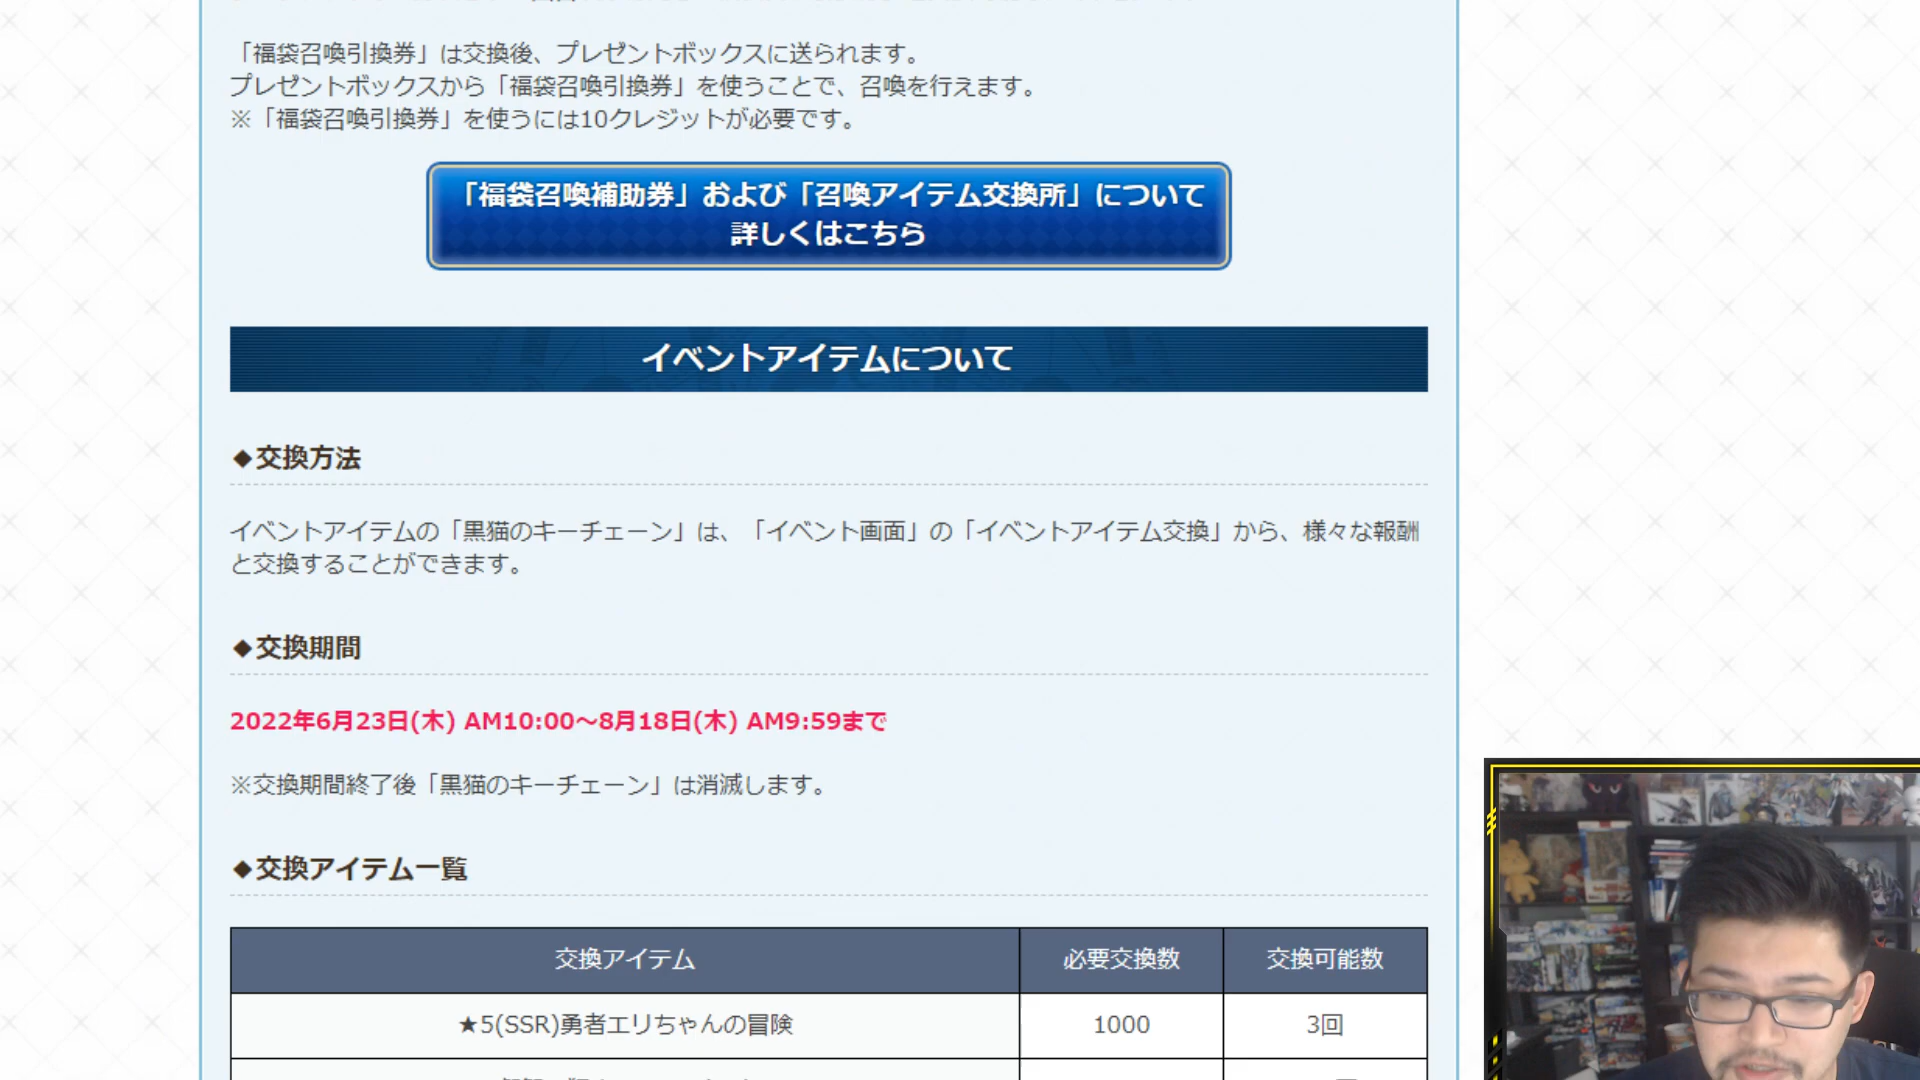 「福袋召喚引換券」は交換後、プレゼントボックスに送られます。
プレゼントボックスから「福袋召喚引換券」を使うことで、召喚を行えます。
※「福袋召喚引換券」を使うには10クレジットが必要です。
「福袋召喚補助券」および「召喚アイテム交換所」について
詳しくはこちら
イベントアイテムについて
◆交換方法
イベントアイテムの「黒猫のキーチェーン」は、「イベント画面」の「イベントアイテム交換」から、様々な報酬
と交換することができます。
◆交換期間
2022年6月23日(木) AM10:00～8月18日(木) AM9:59まで
※交換期間終了後「黒猫のキーチェーン」は消滅します。
◆交換アイテム一覧
交換アイテム 必要交換数 交換可能数
★5(SSR)勇者エリちゃんの冒険 1000 3回